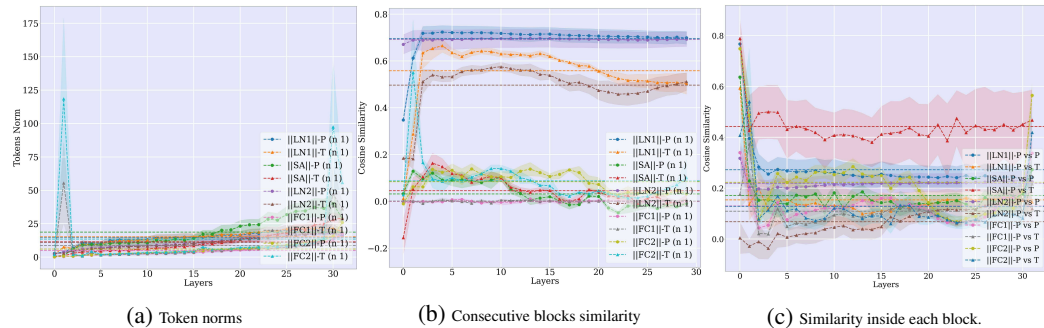 175
150
125
100
75
50
25
0
Tokens Norm
0 10 20 30
Layers
||LN1||-P (n 1)
||LN1||-T (n 1)
||SA||-P (n 1)
||SA||-T (n 1)
||LN2||-P (n 1)
||LN2||-T (n 1)
||FC1||-P (n 1)
||FC1||-T (n 1)
||FC2||-P (n 1)
||FC2||-T (n 1)
(a) Token norms
0.8
0.6
0.4
0.2
0.0
−0.2
Cosine Similarity
0 5 10 15 20 25
Layers
||LN1||-P (n 1)
||LN1||-T (n 1)
||SA||-P (n 1)
||SA||-T (n 1)
||LN2||-P (n 1)
||LN2||-T (n 1)
||FC1||-P (n 1)
||FC1||-T (n 1)
||FC2||-P (n 1)
||FC2||-T (n 1)
(b) Consecutive blocks similarity
0.8
0.6
0.4
0.2
0.0
Cosine Similarity
0 5 10 15 20 25 30
Layers
||LN1||-P vs P
||SA||-P vs P
||SA||-P vs T
||LN2||-P vs P
||LN2||-P vs T
||FC1||-P vs P
||FC1||-P vs T
||FC2||-P vs P
||FC2||-P vs T
(c) Similarity inside each block.